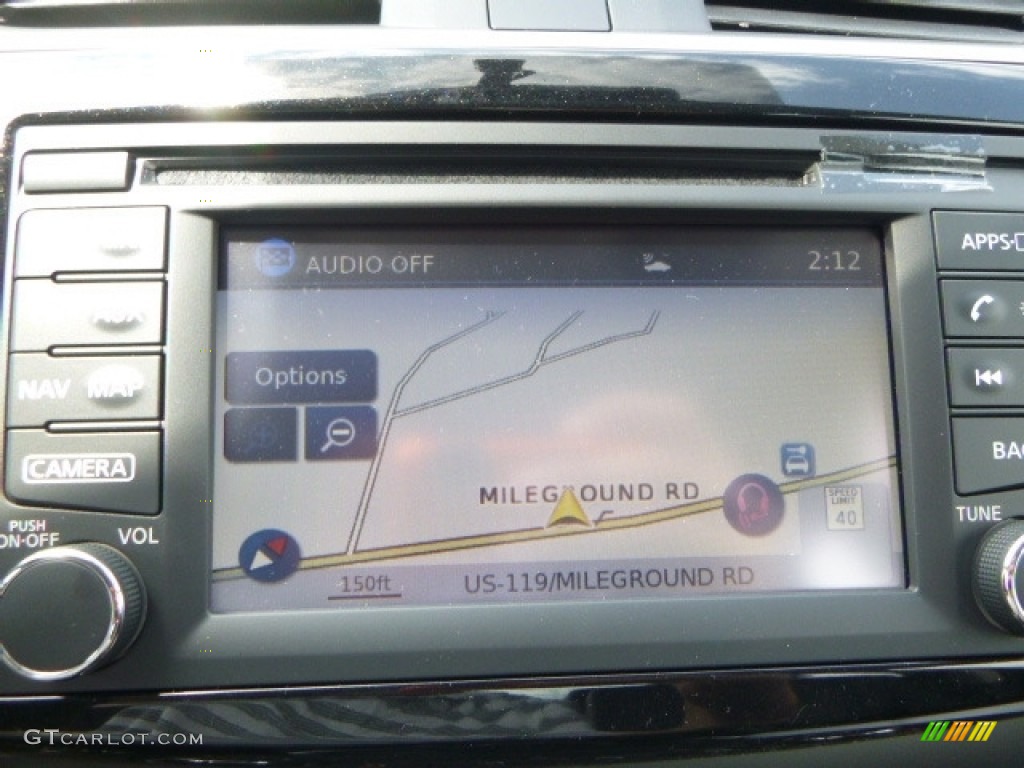 AUDIO OFF
2:12
APPS
Options
NAV MAP
MILEGROUND RD
SPEED
LIMIT
40
CAMERA
PUSH
ON-OFF
VOL
TUNE
150ft
US-119/MILEGROUND RD
GTCARLOT.COM